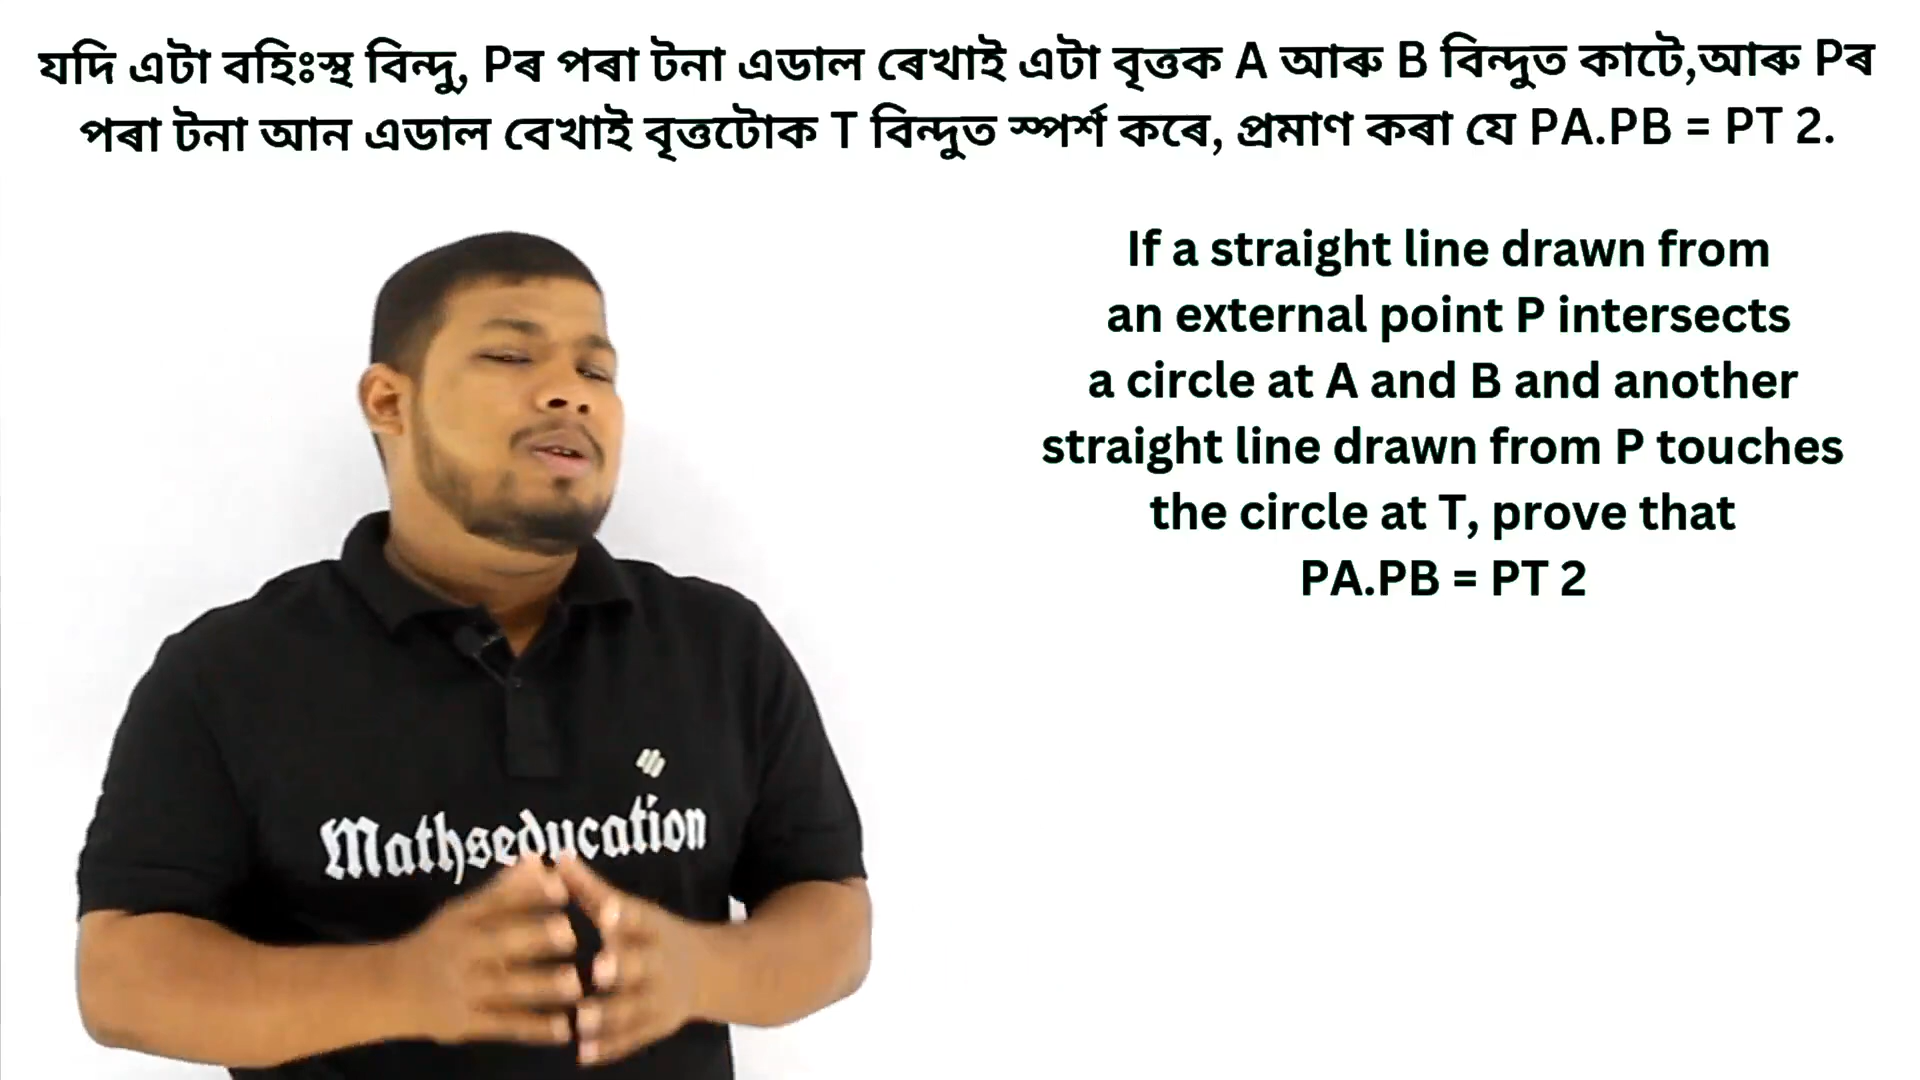 যদি এটা বহিঃস্থ বিন্দু, Pৰ পৰা টনা এডাল ৰেখাই এটা বৃত্তক A আৰু B বিন্দুত কাটে,আৰু Pৰ
পৰা টনা আন এডাল বেখাই বৃত্তটোক T বিন্দুত স্পৰ্শ কৰে, প্ৰমাণ কৰা যে PA.PB = PT 2.
If a straight line drawn from
an external point P intersects
a circle at A and B and another
straight line drawn from P touches
the circle at T, prove that
PA.PB = PT 2
Mathseducation